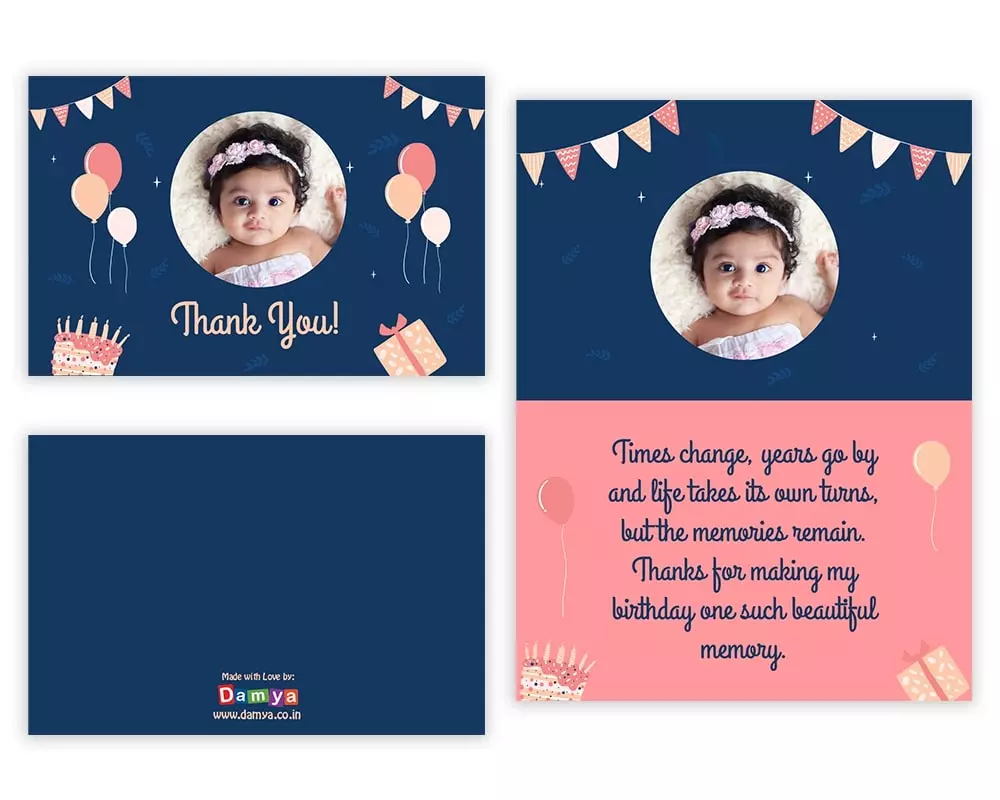 Thank You!
Made with Love by:
Damya
www.damya.co.in
Times change, years go by
and life takes its own turns,
but the memories remain.
Thanks for making my
birthday one such beautiful
memory.